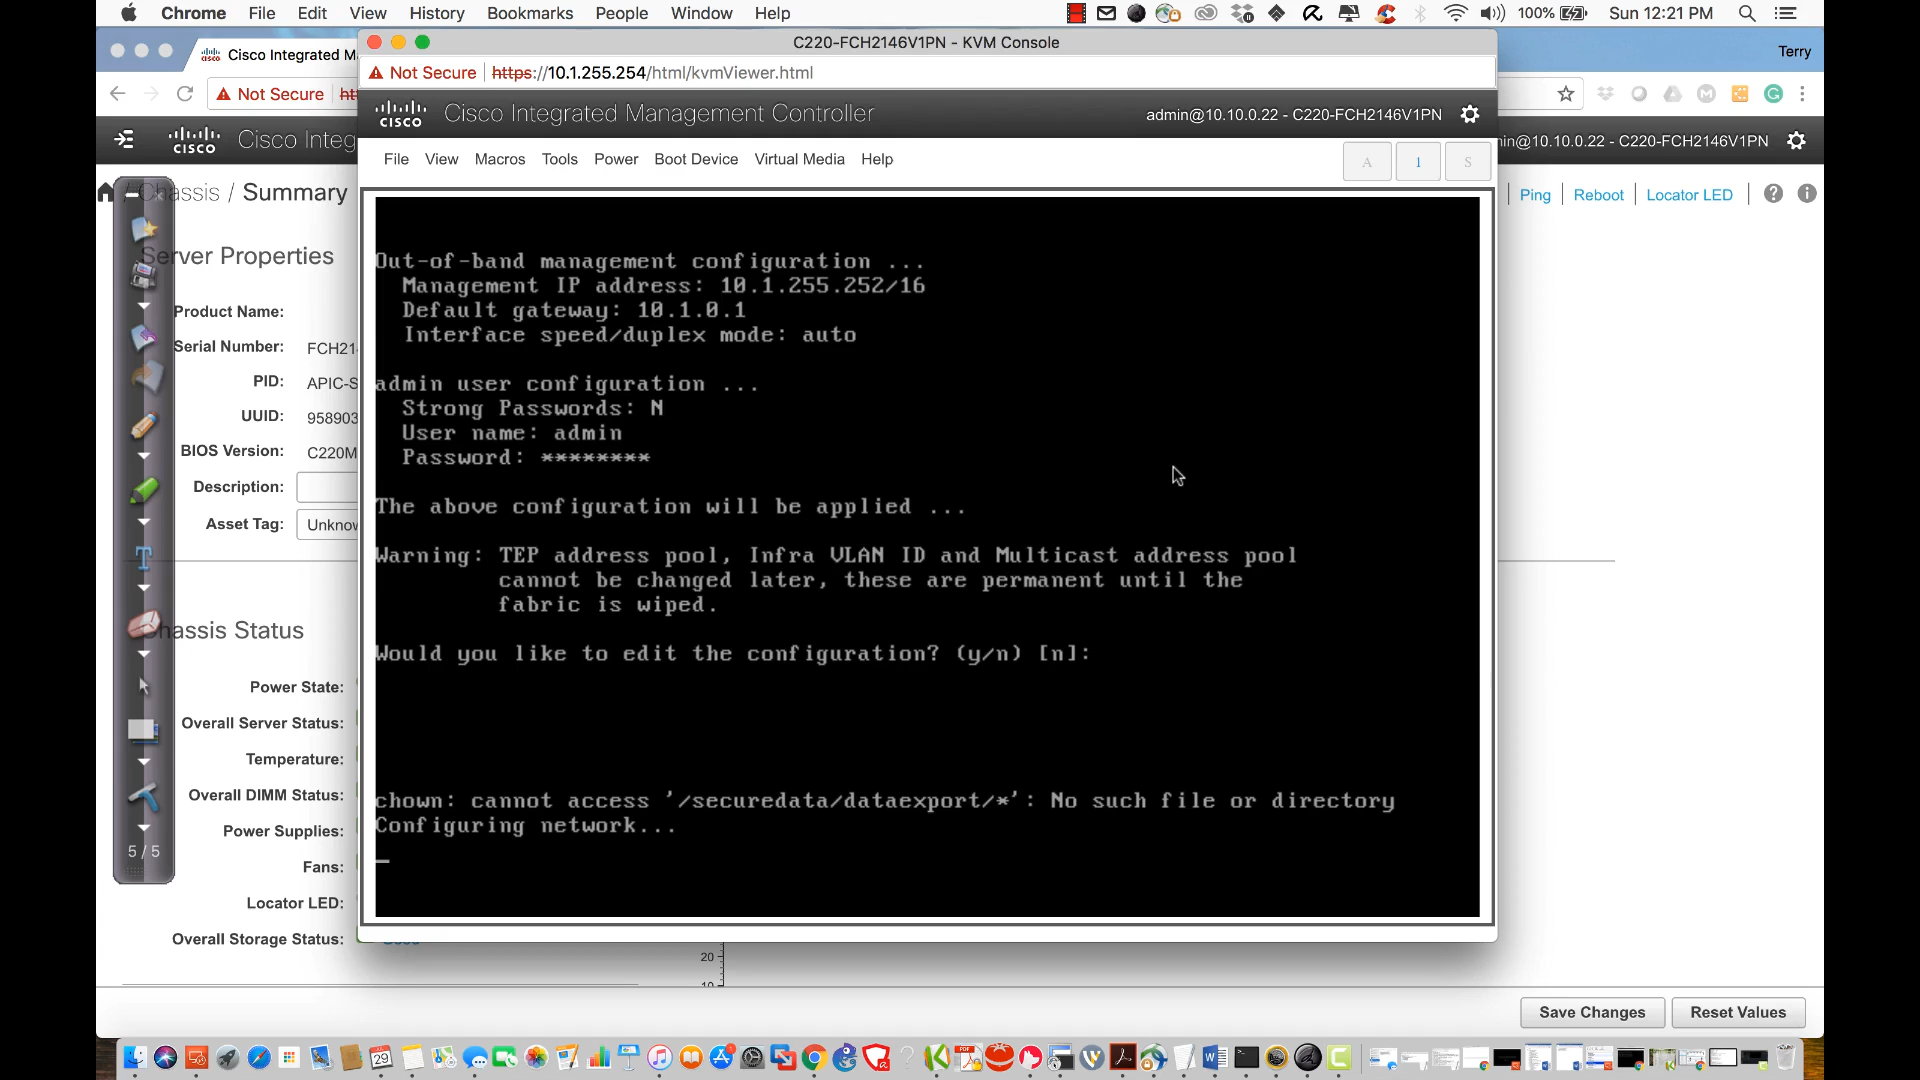 Chrome File Edit View History Bookmarks People Window Help 100% Sun 12:21 PM
C220-FCH2146V1PN - KVM Console
Cisco Integrated M
Terry
Not Secure https://10.1.255.254/html/kvmViewer.html
Not Secure
cisco Cisco Integrated Management Controller admin@10.10.0.22 - C220-FCH2146V1PN
cisco Cisco Integ
in@10.10.0.22 - C220-FCH2146V1PN
File View Macros Tools Power Boot Device Virtual Media Help A 1 S
Chassis / Summary
Ping Reboot Locator LED
Server Properties
Product Name:
Serial Number: FCH214
PID: APIC-S
UUID: 958903
BIOS Version: C220M
Description:
Asset Tag: Unknow
Chassis Status
Power State:
Overall Server Status:
Temperature:
Overall DIMM Status:
Power Supplies:
Fans:
Locator LED:
Overall Storage Status:
5/5
Out-of-band management configuration ...
Management IP address: 10.1.255.252/16
Default gateway: 10.1.0.1
Interface speed/duplex mode: auto
admin user configuration ...
Strong Passwords: N
User name: admin
Password: ********
The above configuration will be applied ...
Warning: TEP address pool, Infra VLAN ID and Multicast address pool
cannot be changed later, these are permanent until the
fabric is wiped.
Would you like to edit the configuration? (y/n) [n]:
chown: cannot access '/securedata/dataexport/*': No such file or directory
Configuring network...
20
10
Save Changes Reset Values